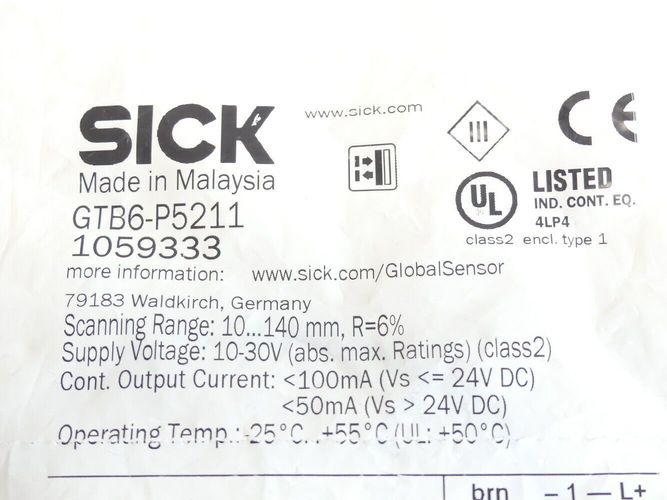 SICK
www.sick.com
III
CE
Made in Malaysia
GTB6-P5211
1059333
UL
LISTED
IND. CONT. EQ.
4LP4
class2 encl. type 1
more information: www.sick.com/GlobalSensor
79183 Waldkirch, Germany
Scanning Range: 10...140 mm, R=6%
Supply Voltage: 10-30V (abs. max. Ratings) (class2)
Cont. Output Current: <100mA (Vs <= 24V DC)
<50mA (Vs > 24V DC)
Operating Temp.: -25°C. .+55°C (UL: +50°C)
brn – 1 — L+